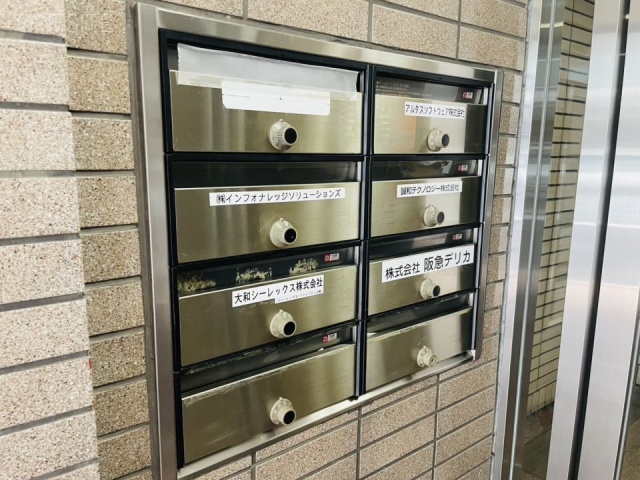 アルタスソフトウェア株式会社
㈱インフォナレッジソリューションズ
誠和テクノロジー株式会社
大和シーレックス株式会社
株式会社 阪急デリカ